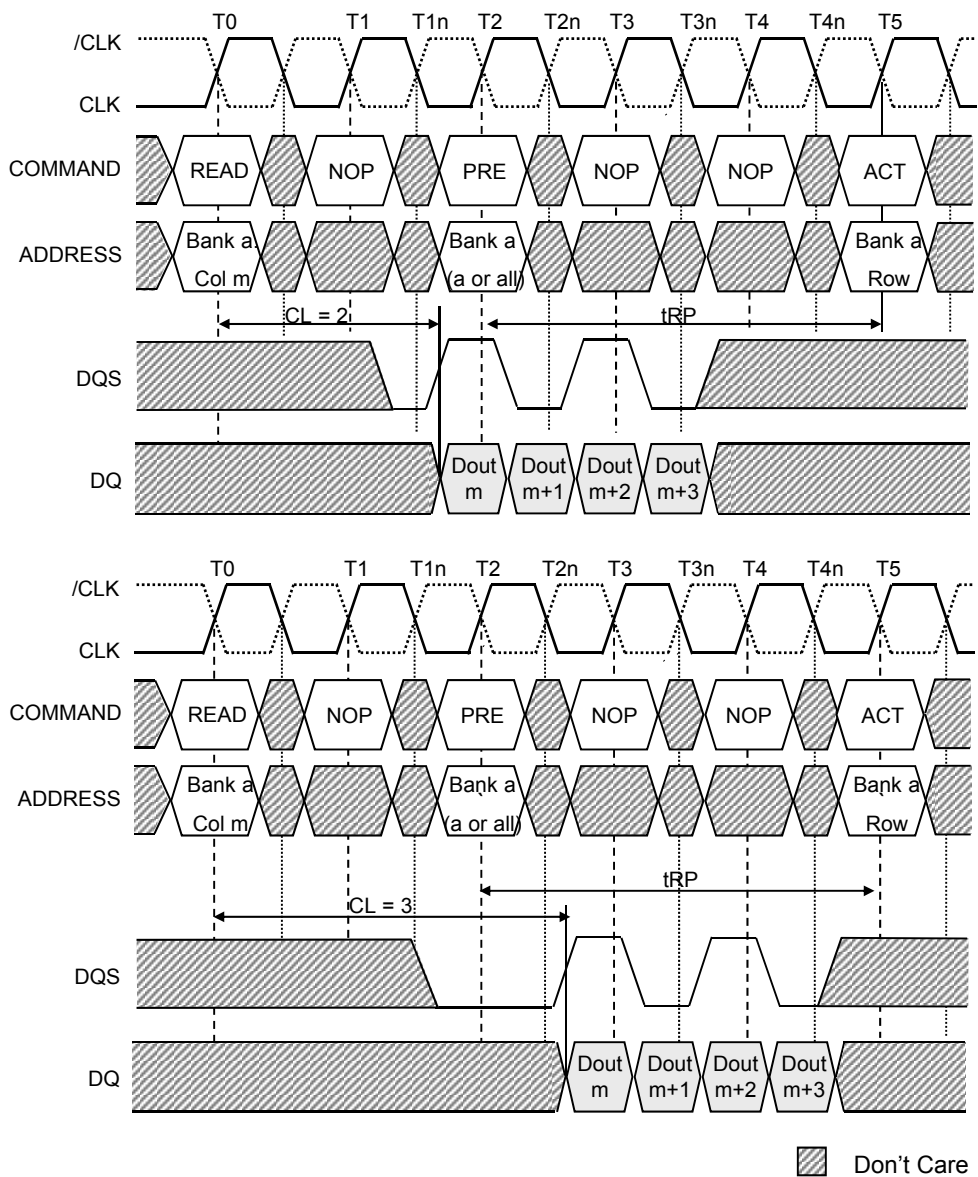 T0 T1 T1n T2 T2n T3 T3n T4 T4n T5
/CLK
CLK
COMMAND READ NOP PRE NOP NOP ACT
ADDRESS Bank a. Bank a Bank a
Col m (a or all) Row
CL = 2 tRP
DQS
DQ Dout Dout Dout Dout
m m+1 m+2 m+3
T0 T1 T1n T2 T2n T3 T3n T4 T4n T5
/CLK
CLK
COMMAND READ NOP PRE NOP NOP ACT
ADDRESS Bank a Bank a Bank a
Col m (a or all) Row
tRP
CL = 3
DQS
DQ Dout Dout Dout Dout
m m+1 m+2 m+3
Don't Care